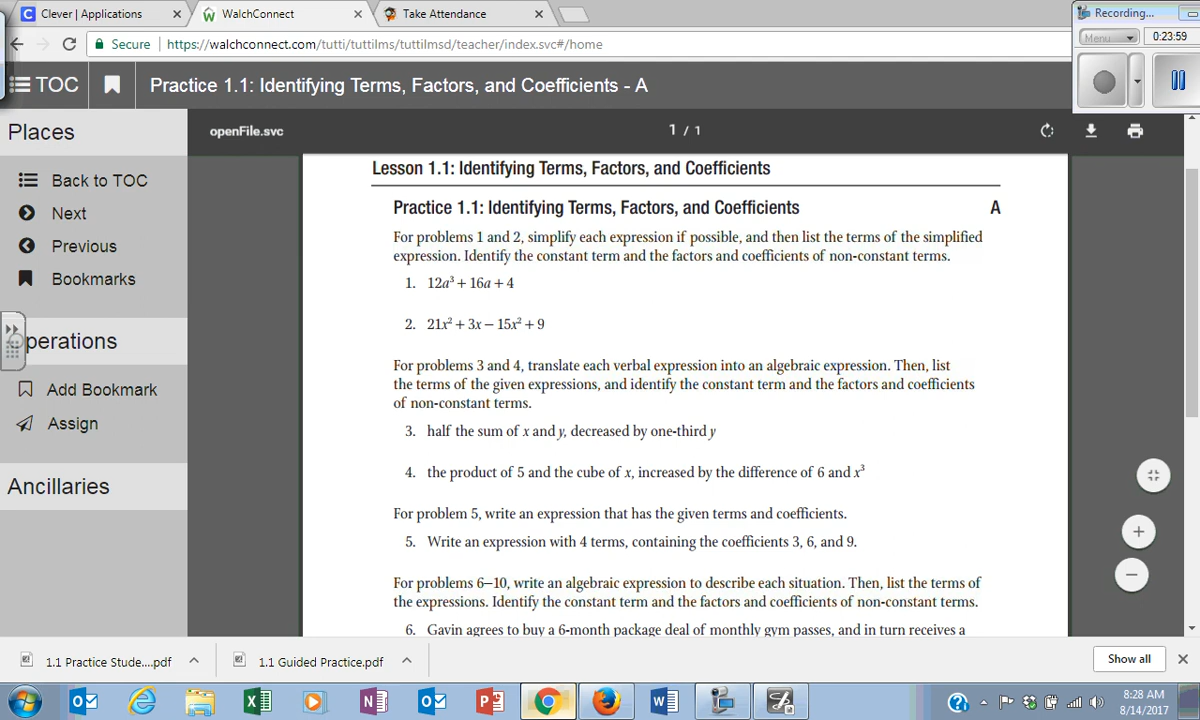 Clever | Applications
WalchConnect
Take Attendance
Recording...
Menu
0:23:59
Secure | https://walchconnect.com/tutti/tuttilms/tuttilmsd/teacher/index.svc#/home
TOC
Practice 1.1: Identifying Terms, Factors, and Coefficients - A
Places
Back to TOC
Next
Previous
Bookmarks
perations
Add Bookmark
Assign
Ancillaries
openFile.svc
1 / 1
Lesson 1.1: Identifying Terms, Factors, and Coefficients
Practice 1.1: Identifying Terms, Factors, and Coefficients A
For problems 1 and 2, simplify each expression if possible, and then list the terms of the simplified
expression. Identify the constant term and the factors and coefficients of non-constant terms.
1. 12a³ + 16a + 4
2. 21x² + 3x – 15x² + 9
For problems 3 and 4, translate each verbal expression into an algebraic expression. Then, list
the terms of the given expressions, and identify the constant term and the factors and coefficients
of non-constant terms.
3. half the sum of x and y, decreased by one-third y
4. the product of 5 and the cube of x, increased by the difference of 6 and x³
For problem 5, write an expression that has the given terms and coefficients.
5. Write an expression with 4 terms, containing the coefficients 3, 6, and 9.
For problems 6–10, write an algebraic expression to describe each situation. Then, list the terms of
the expressions. Identify the constant term and the factors and coefficients of non-constant terms.
6. Gavin agrees to buy a 6-month package deal of monthly gym passes, and in turn receives a
1.1 Practice Stude....pdf
1.1 Guided Practice.pdf
Show all
8:28 AM
8/14/2017